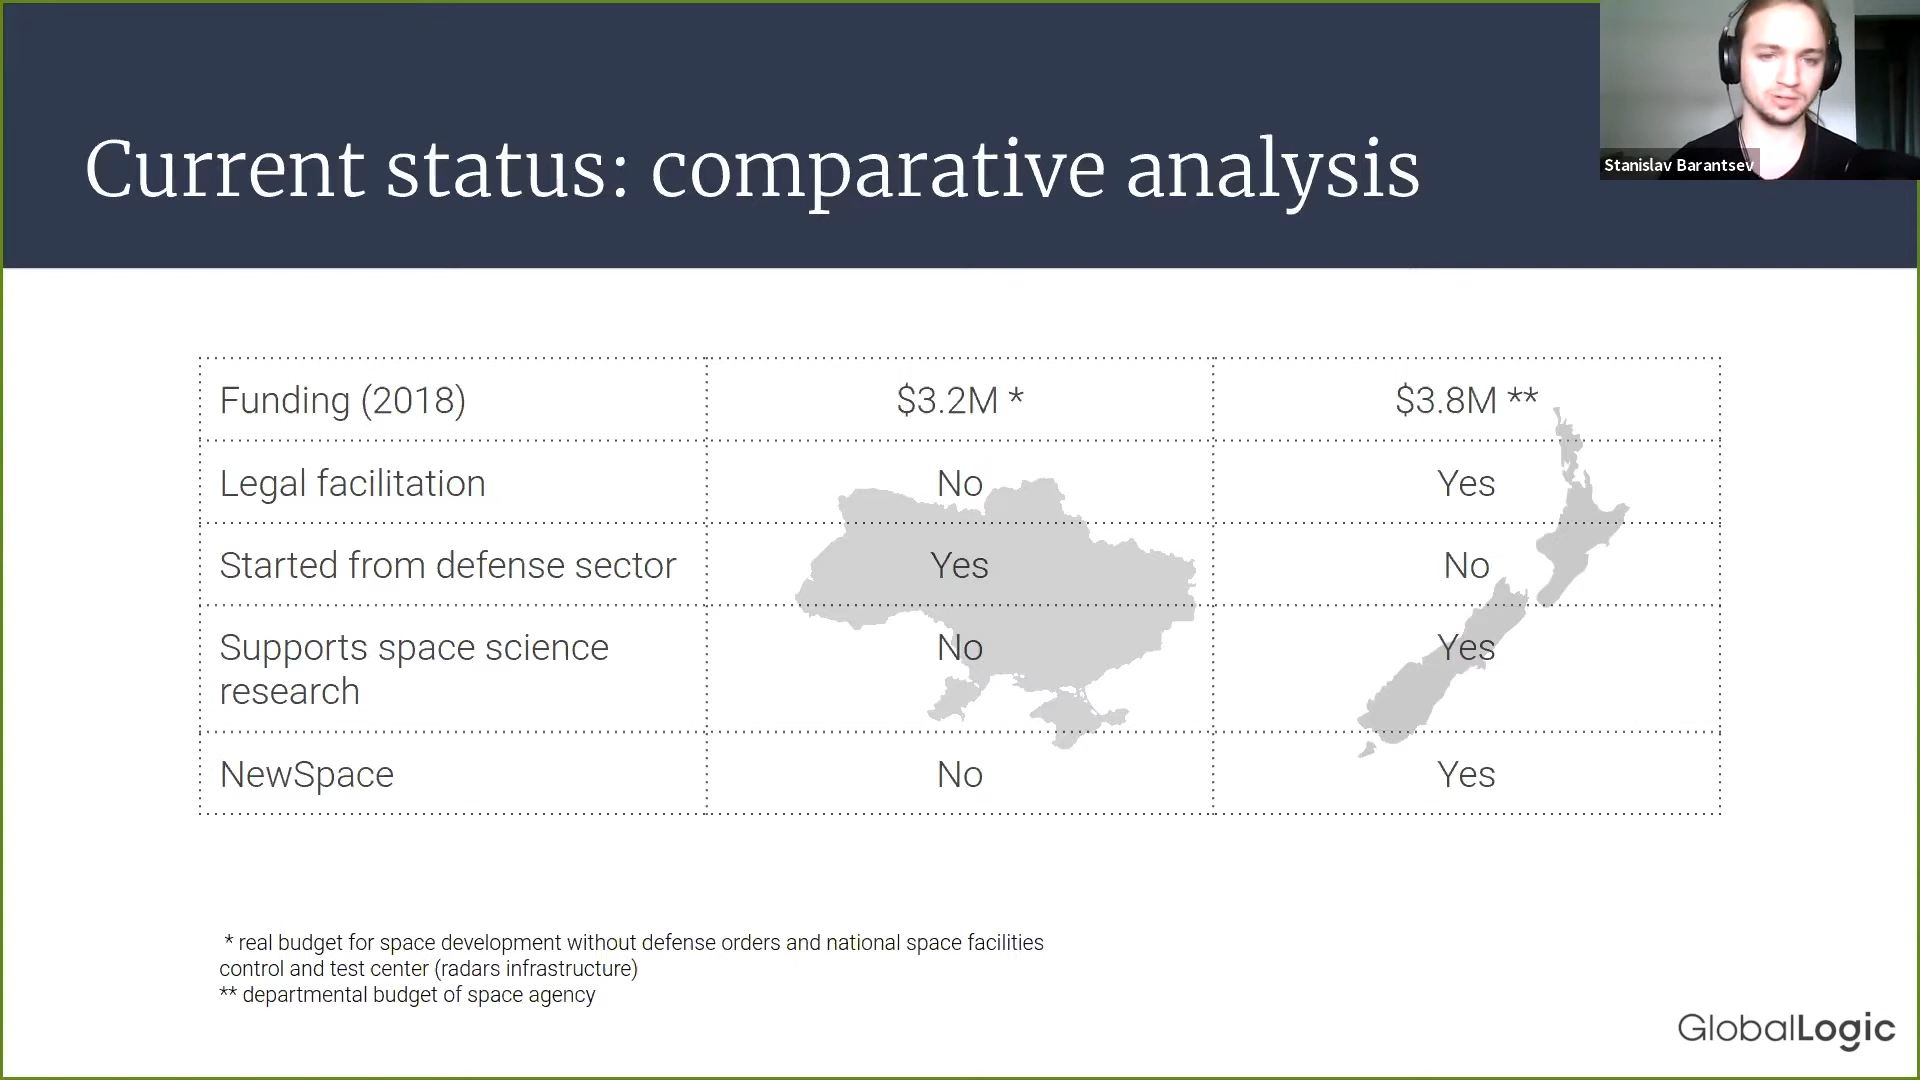 Stanislav Barantsev
Current status: comparative analysis
Funding (2018) $3.2M * $3.8M **
Legal facilitation No Yes
Started from defense sector Yes No
Supports space science No Yes
research
NewSpace No Yes
* real budget for space development without defense orders and national space facilities
control and test center (radars infrastructure)
** departmental budget of space agency
GlobalLogic